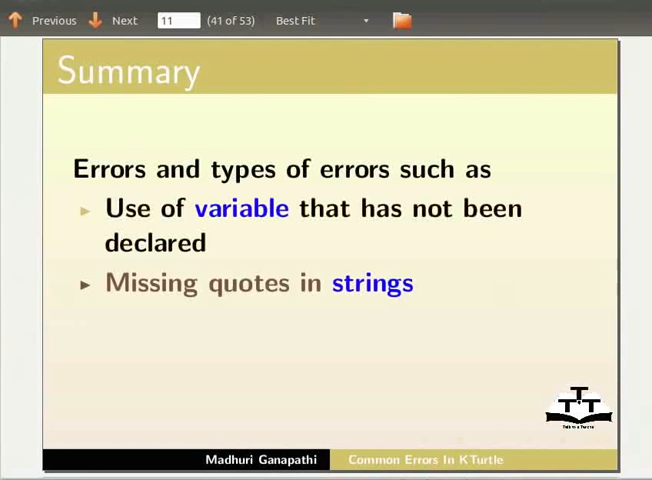 Previous Next 11 (41 of 53) Best Fit
Summary
Errors and types of errors such as
Use of variable that has not been
declared
Missing quotes in strings
Madhuri Ganapathi Common Errors In KTurtle